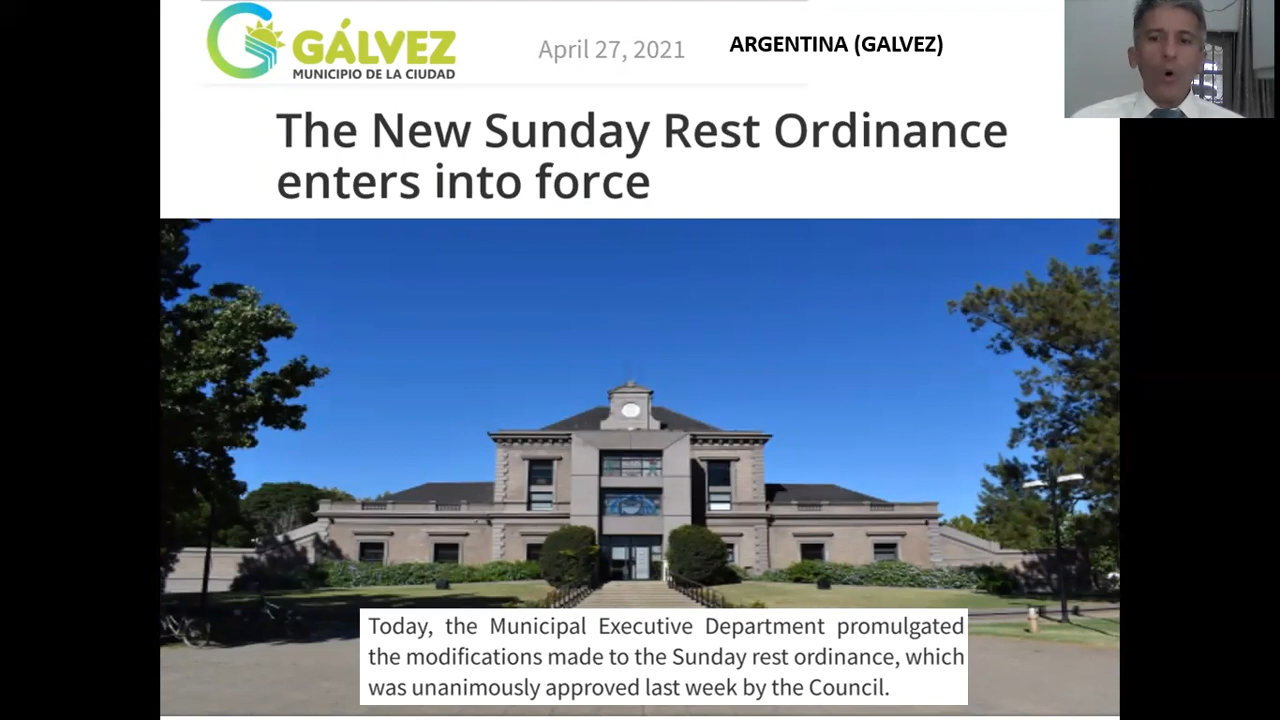 GÁLVEZ
MUNICIPIO DE LA CIUDAD
April 27, 2021
ARGENTINA (GALVEZ)
The New Sunday Rest Ordinance
enters into force
Today, the Municipal Executive Department promulgated
the modifications made to the Sunday rest ordinance, which
was unanimously approved last week by the Council.